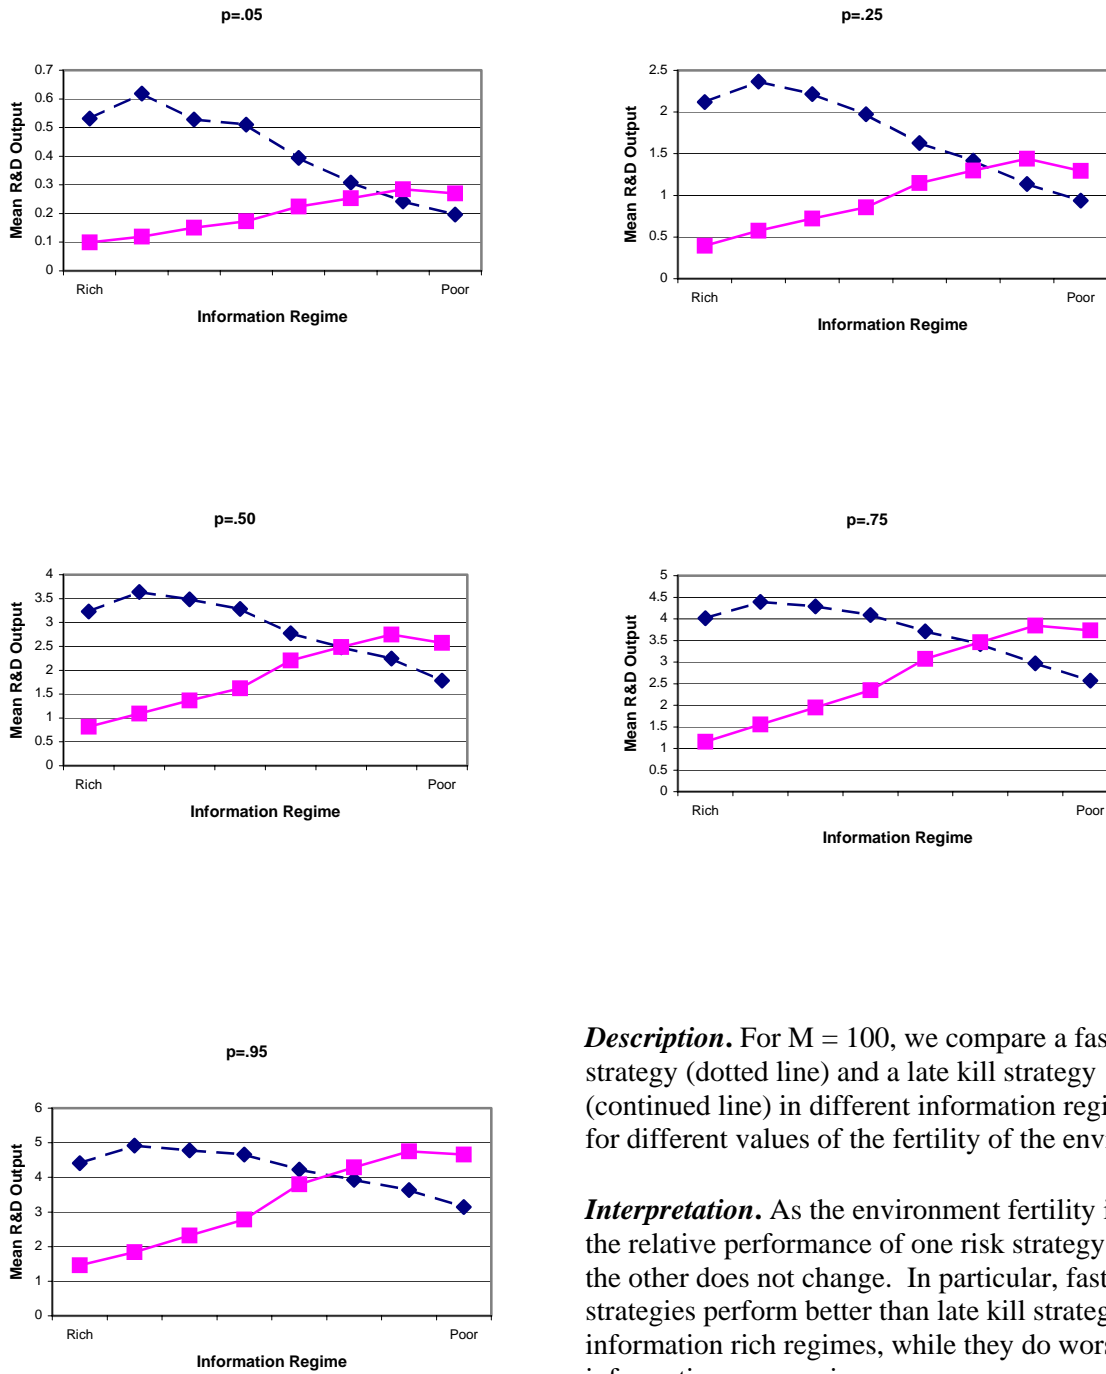 p=.05
0.7
0.6
0.5
0.4
0.3
0.2
0.1
0
Mean R&D Output
Rich
Poor
Information Regime
p=.25
2.5
2
1.5
1
0.5
0
Mean R&D Output
Rich
Poor
Information Regime
p=.50
4
3.5
3
2.5
2
1.5
1
0.5
0
Mean R&D Output
Rich
Poor
Information Regime
p=.75
5
4.5
4
3.5
3
2.5
2
1.5
1
0.5
0
Mean R&D Output
Rich
Poor
Information Regime
p=.95
6
5
4
3
2
1
0
Mean R&D Output
Rich
Poor
Information Regime
Description. For M = 100, we compare a fas
strategy (dotted line) and a late kill strategy
(continued line) in different information regi
for different values of the fertility of the env
Interpretation. As the environment fertility i
the relative performance of one risk strategy
the other does not change. In particular, fast
strategies perform better than late kill strateg
information rich regimes, while they do wors